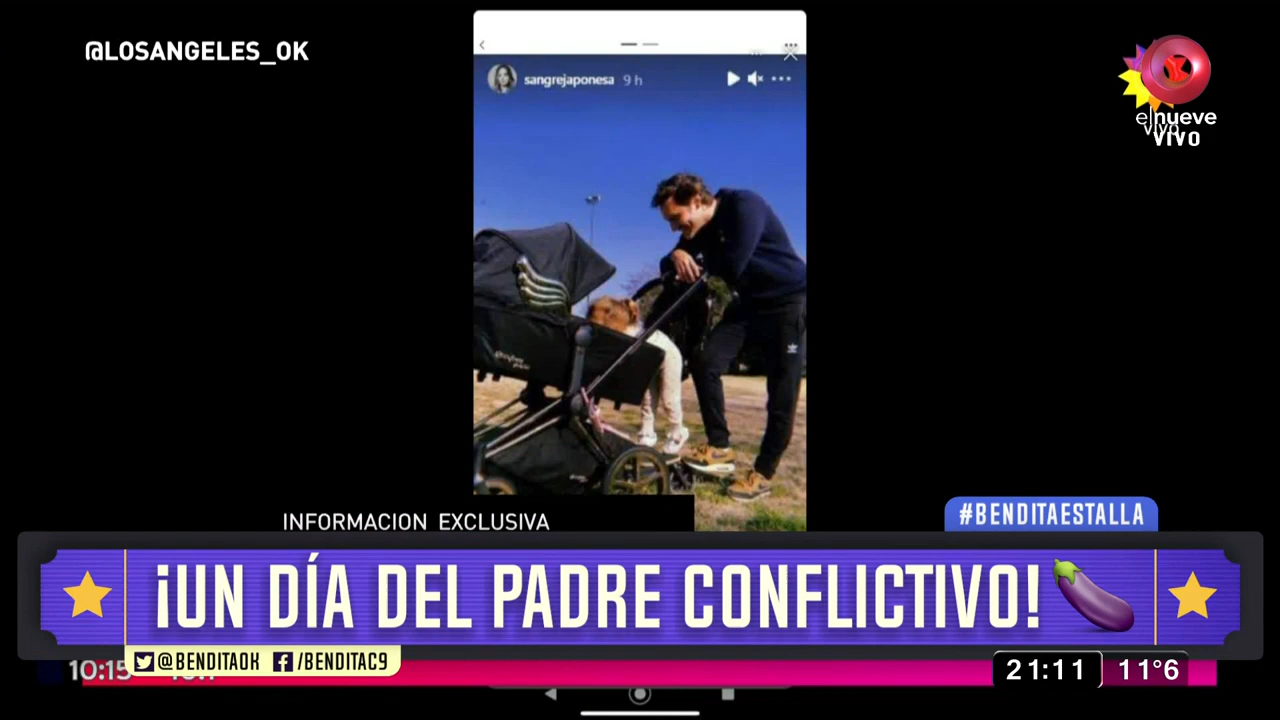 @LOSANGELES_OK
sangrejaponesa 9 h
elnueve
vivo
VIVO
INFORMACION EXCLUSIVA
#BENDITAESTALLA
¡UN DÍA DEL PADRE CONFLICTIVO!
@BENDITAOK /BENDITAC9
10:15
21:11 11°6